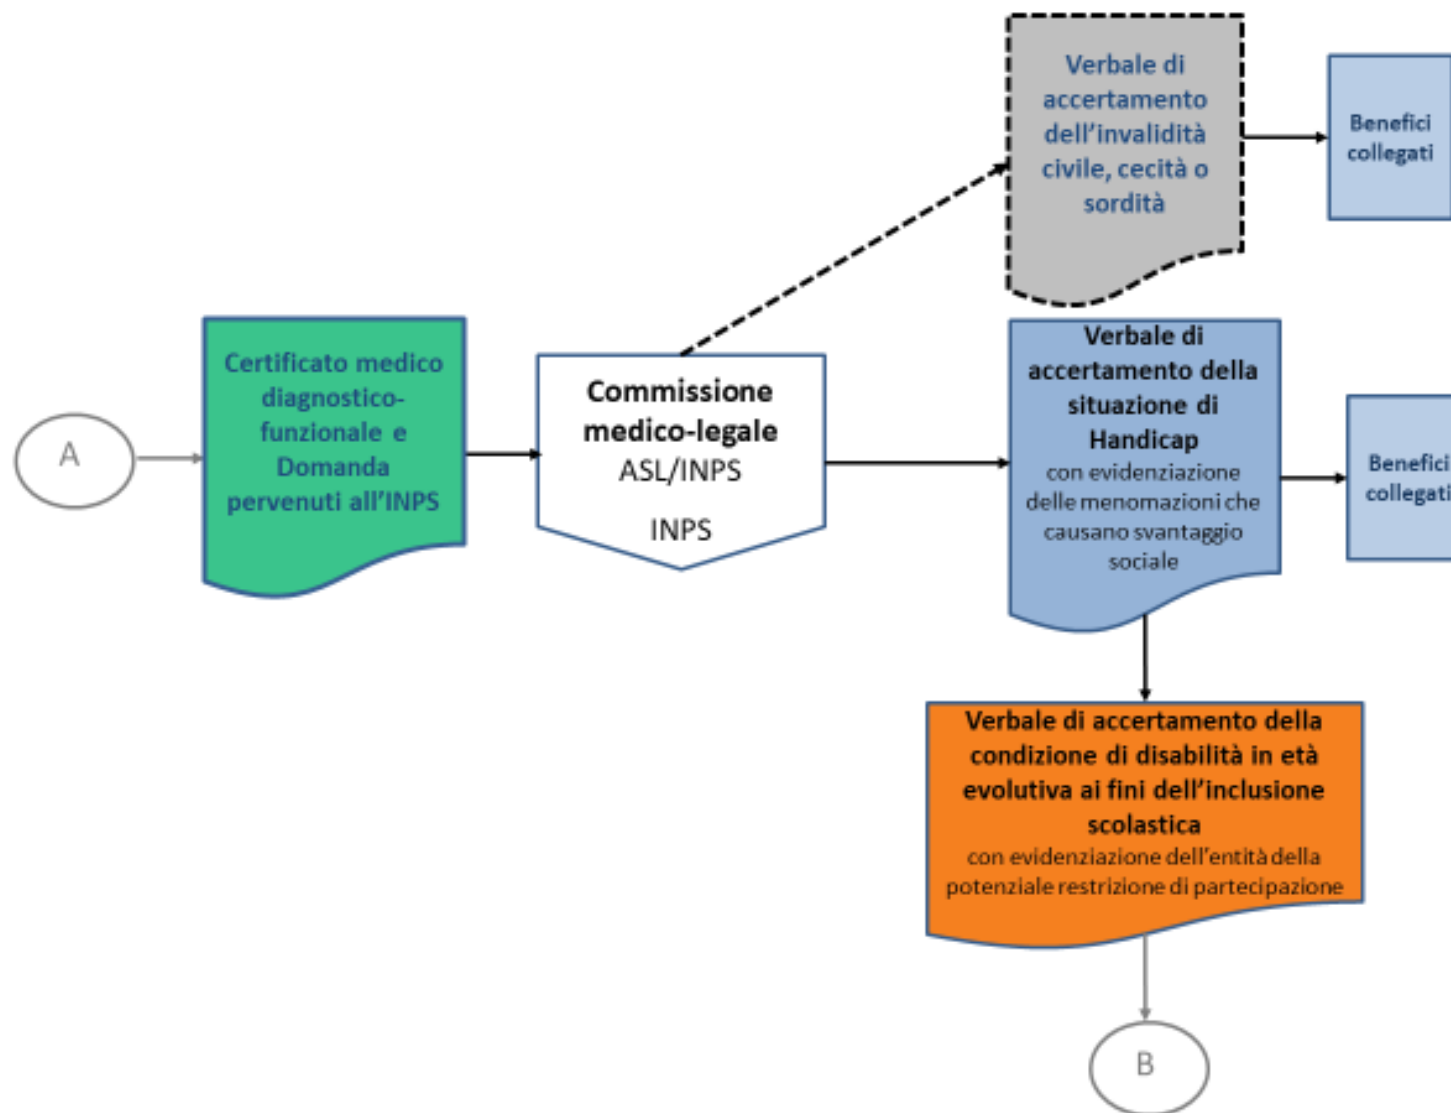 A
Certificato medico
diagnostico-
funzionale e
Domanda
pervenuti all’INPS
Commissione
medico-legale
ASL/INPS
INPS
Verbale di
accertamento
dell’invalidità
civile, cecità o
sordità
Benefici
collegati
Verbale di
accertamento della
situazione di
Handicap
con evidenziazione
delle menomazioni che
causano svantaggio
sociale
Benefici
collegati
Verbale di accertamento della
condizione di disabilità in età
evolutiva ai fini dell’inclusione
scolastica
con evidenziazione dell’entità della
potenziale restrizione di partecipazione
B